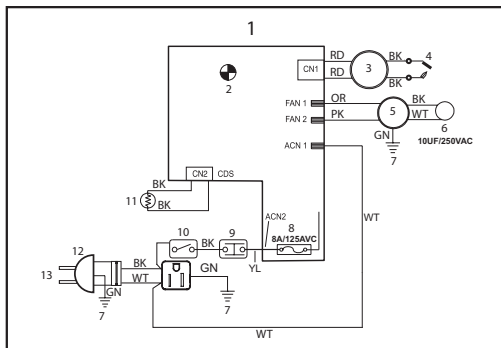 1
2
CN1
RD
RD
3
BK
BK
4
FAN 1
OR
FAN 2
PK
5
BK
WT
6
10UF/250VAC
GN
7
ACN 1
WT
CN2
CDS
BK
BK
11
ACN2
8
8A/125AVC
10
BK
9
YL
12
13
BK
WT
GN
7
GN
7
WT